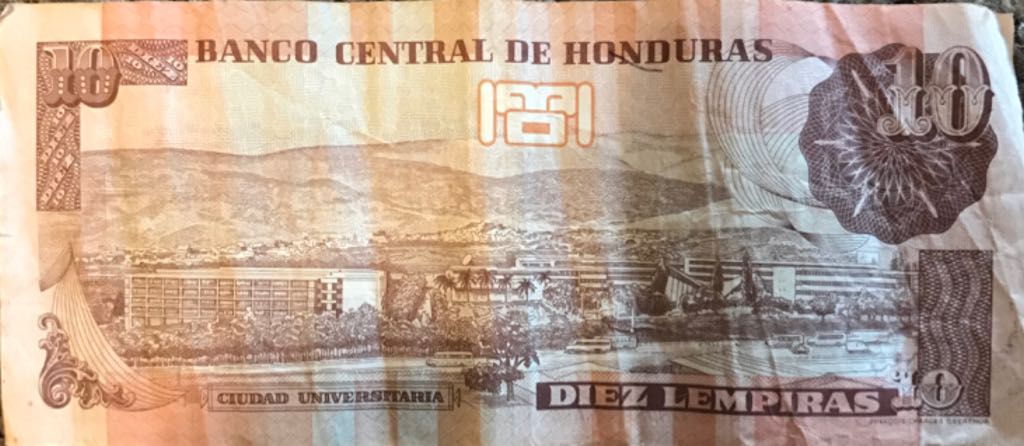 10
BANCO CENTRAL DE HONDURAS
10
CIUDAD UNIVERSITARIA
DIEZ LEMPIRAS
10